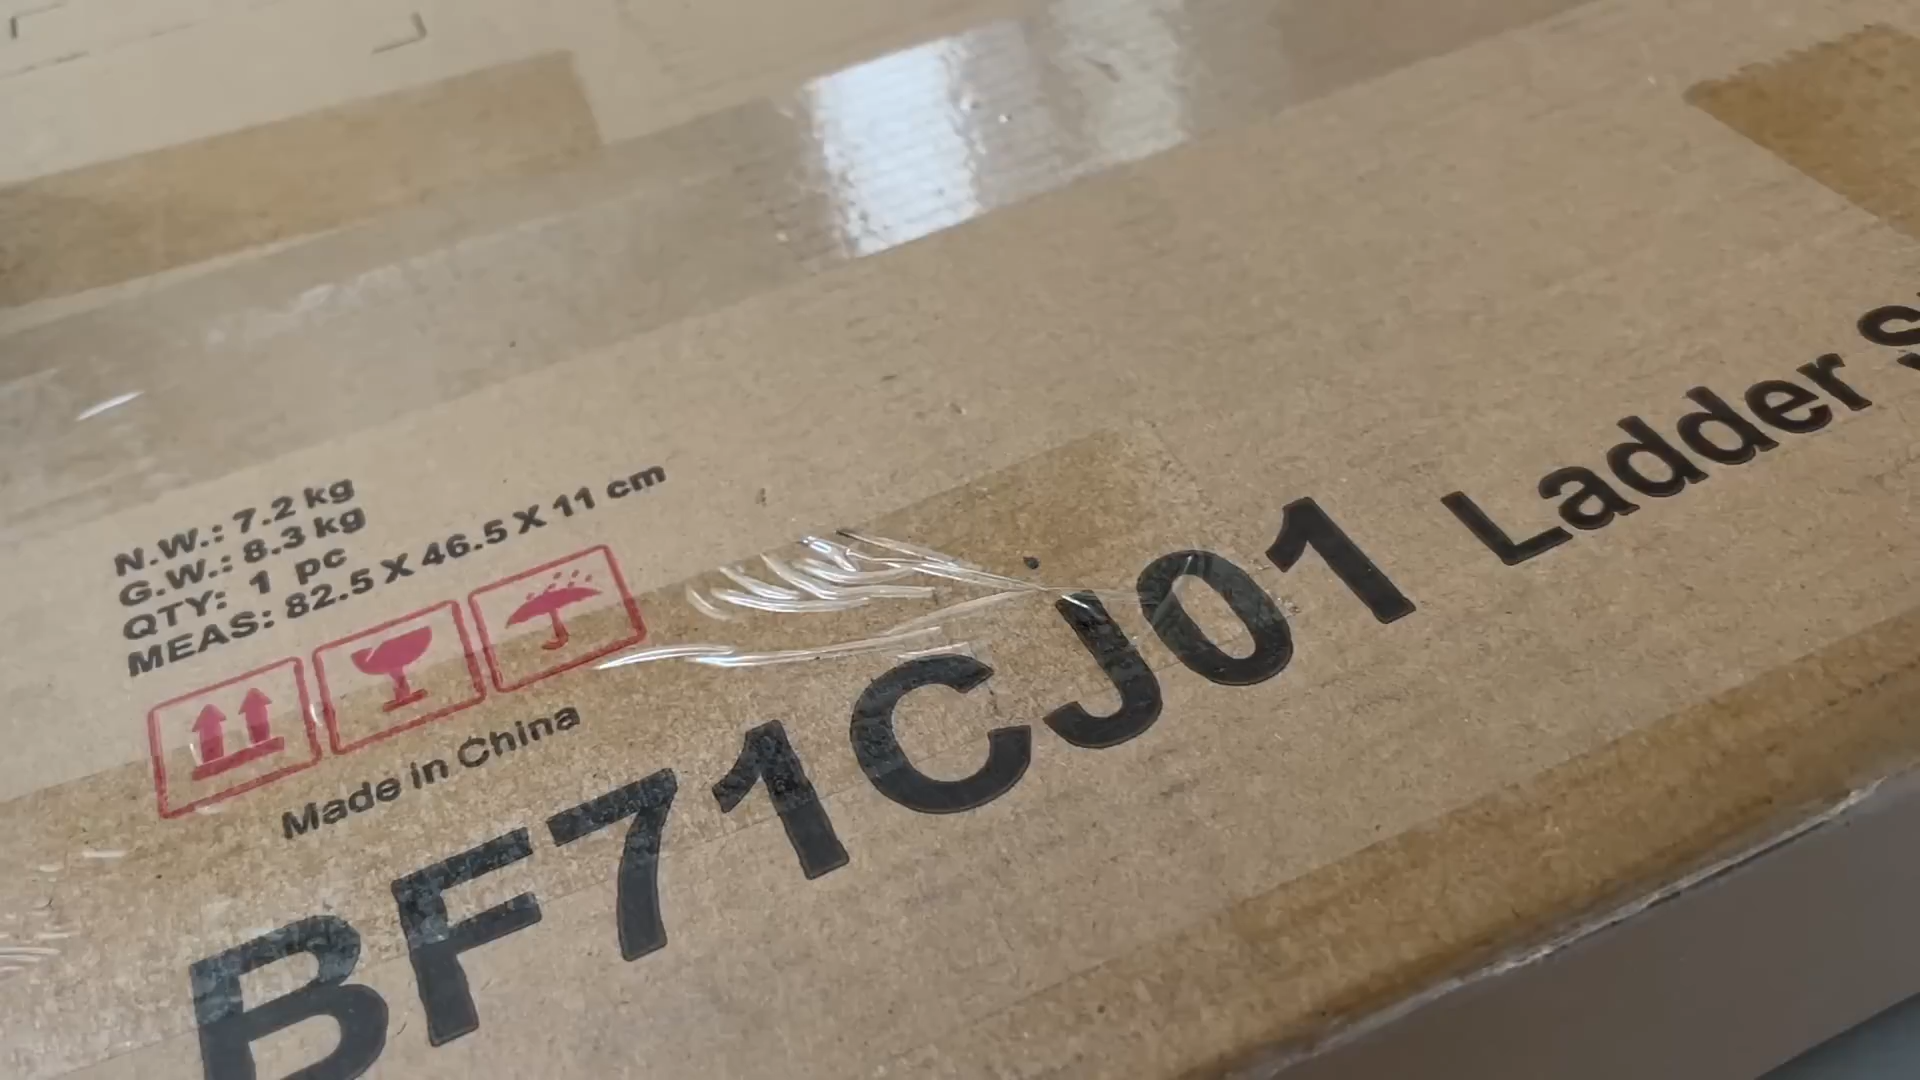 N.W.: 7.2 kg
G.W.: 8.3 kg
QTY: 1 pc
MEAS: 82.5 X 46.5 X 11 cm
Made in China
BF71CJ01 Ladder